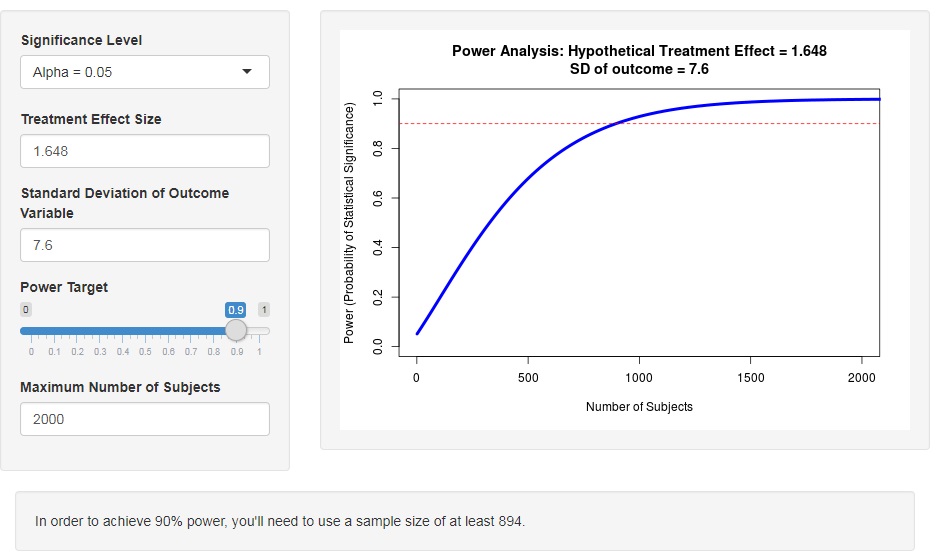 Significance Level
Alpha = 0.05
Treatment Effect Size
1.648
Standard Deviation of Outcome
Variable
7.6
Power Target
0 0.9 1
0 0.1 0.2 0.3 0.4 0.5 0.6 0.7 0.8 0.9 1
Maximum Number of Subjects
2000
Power Analysis: Hypothetical Treatment Effect = 1.648
SD of outcome = 7.6
Power (Probability of Statistical Significance)
1.0
0.8
0.6
0.4
0.2
0.0
0 500 1000 1500 2000
Number of Subjects
In order to achieve 90% power, you'll need to use a sample size of at least 894.